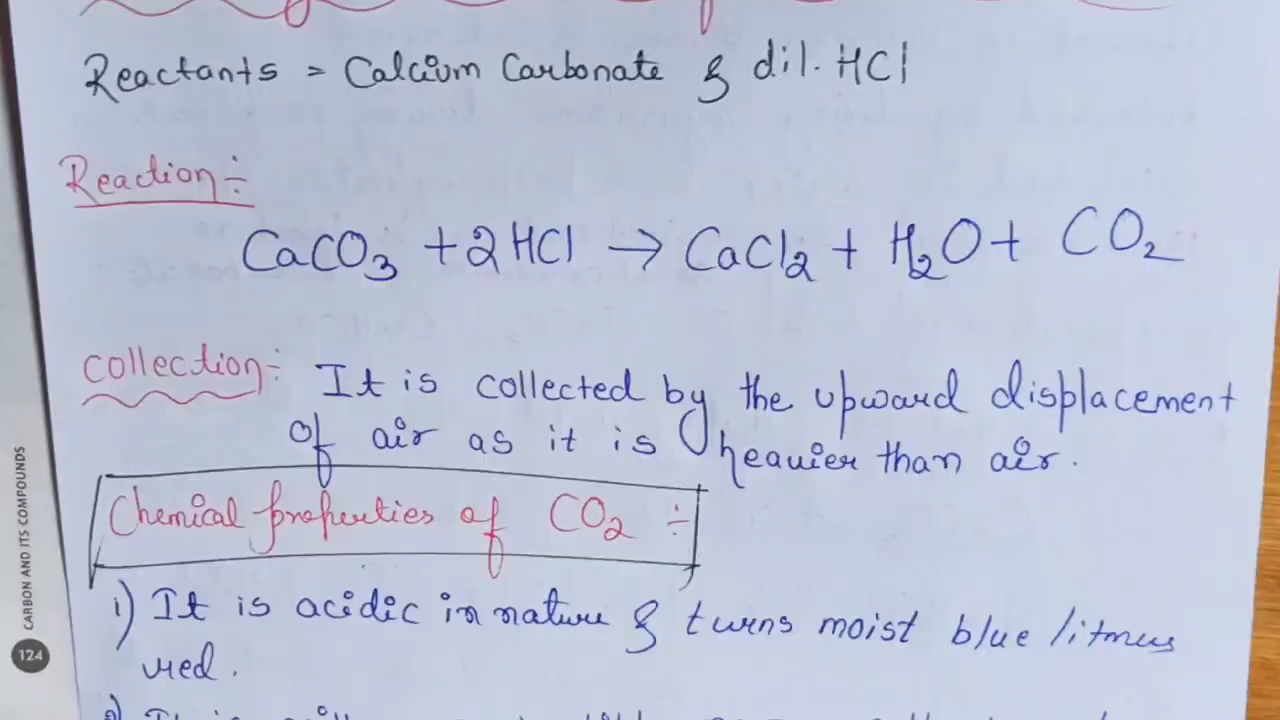 Reactants = Calcium Carbonate & dil. HCl
Reaction :-
CaCO3 + 2HCl → CaCl2 + H2O + CO2
Collection :- It is collected by the upward displacement
of air as it is heavier than air.
Chemical properties of CO2 :-
i) It is acidic in nature & turns moist blue litmus
red.
CARBON AND ITS COMPOUNDS
124